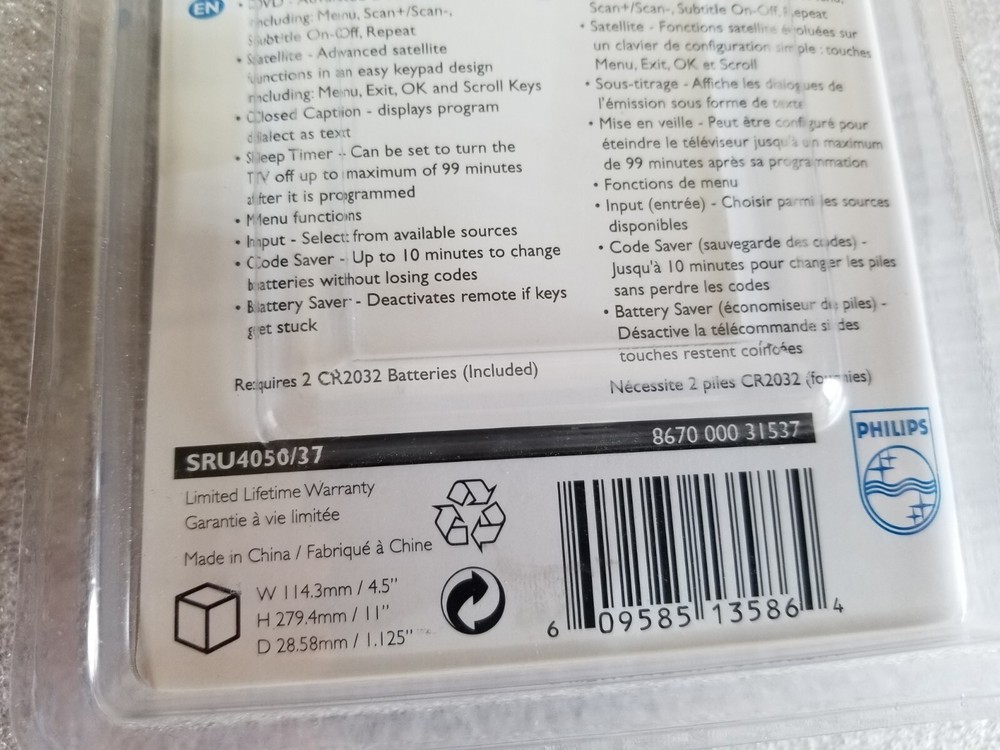 EN
• DVD - Advanced
including: Menu, Scan+/Scan-,
Subtitle On-Off, Repeat
• Satellite - Advanced satellite
functions in an easy keypad design
including: Menu, Exit, OK and Scroll Keys
• Closed Caption - displays program
dialect as text
• Sleep Timer - Can be set to turn the
TV off up to maximum of 99 minutes
after it is programmed
• Menu functions
• Input - Select from available sources
• Code Saver - Up to 10 minutes to change
batteries without losing codes
• Battery Saver - Deactivates remote if keys
get stuck
Requires 2 CR2032 Batteries (Included)
Scan+/Scan-, Subtitle On-Off, Repeat
• Satellite - Fonctions satellite évoluées sur
un clavier de configuration simple : touches
Menu, Exit, OK et Scroll
• Sous-titrage - Affiche les dialogues de
l'émission sous forme de texte
• Mise en veille - Peut être configuré pour
éteindre le téléviseur jusqu'à un maximum
de 99 minutes après sa programmation
• Fonctions de menu
• Input (entrée) - Choisir parmi les sources
disponibles
• Code Saver (sauvegarde des codes) -
Jusqu'à 10 minutes pour changer les piles
sans perdre les codes
• Battery Saver (économiseur de piles) -
Désactive la télécommande si des
touches restent coincées
Nécessite 2 piles CR2032 (fournies)
SRU4050/37
8670 000 31537
PHILIPS
Limited Lifetime Warranty
Garantie à vie limitée
Made in China / Fabriqué à Chine
W 114.3mm / 4.5"
H 279.4mm / 11"
D 28.58mm / 1.125"
6 09585 13586 4